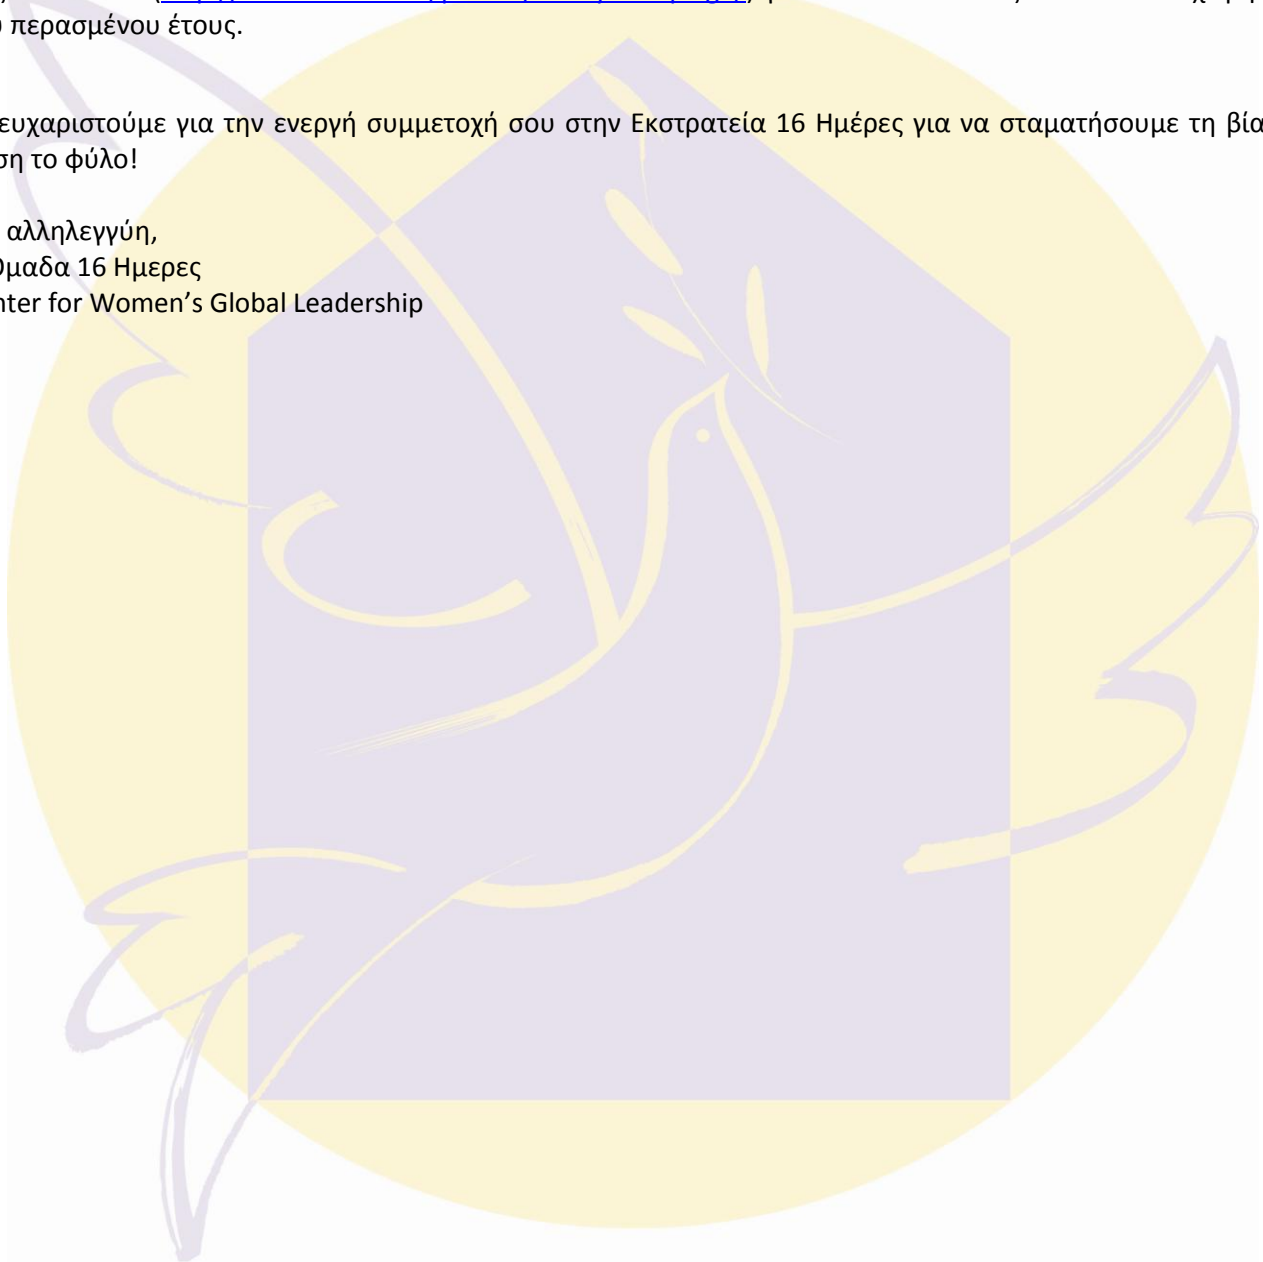 περασμένου έτους.
ευχαριστούμε για την ενεργή συμμετοχή σου στην Εκστρατεία 16 Ημέρες για να σταματήσουμε τη βία
ση το φύλο!
αλληλεγγύη,
Ομαδα 16 Ημερες
nter for Women’s Global Leadership